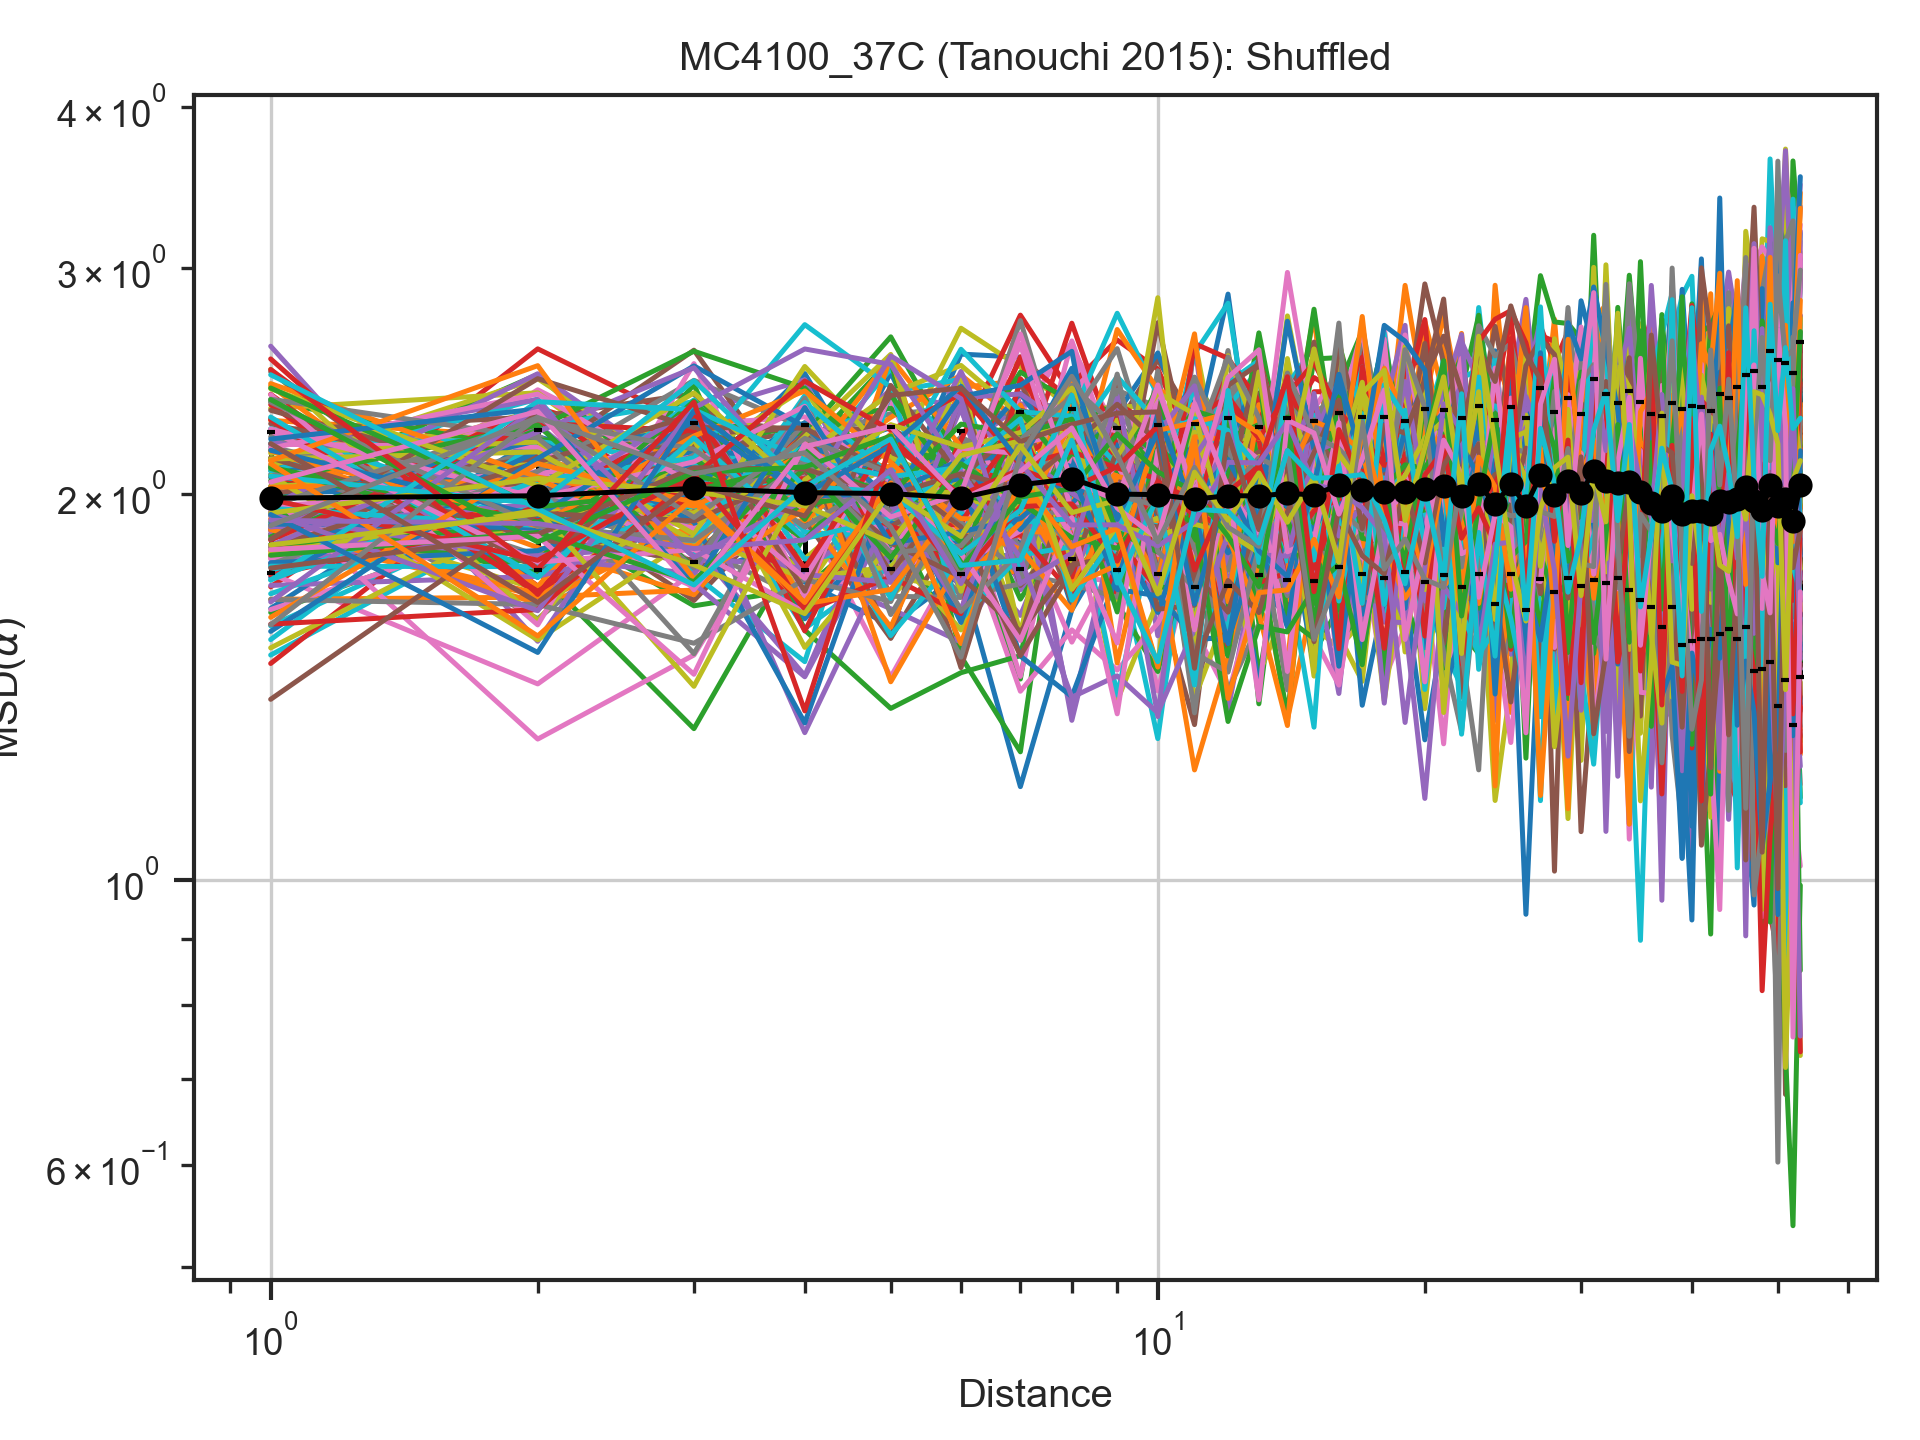 MC4100_37C (Tanouchi 2015): Shuffled
4 × 10⁰
3 × 10⁰
2 × 10⁰
10⁰
6 × 10⁻¹
MSD(α)
10⁰ 10¹
Distance